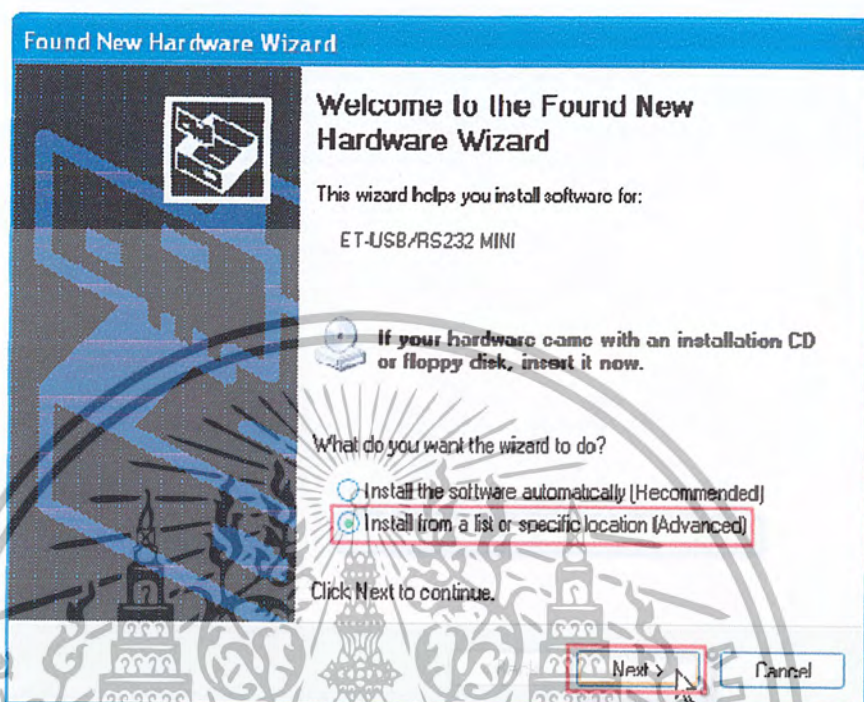 Found New Hardware Wizard
Welcome to the Found New
Hardware Wizard
This wizard helps you install software for:
ET-USB/RS232 MINI
If your hardware came with an installation CD
or floppy disk, insert it now.
What do you want the wizard to do?
Install the software automatically (Recommended)
Install from a list or specific location (Advanced)
Click Next to continue.
Next >
Cancel